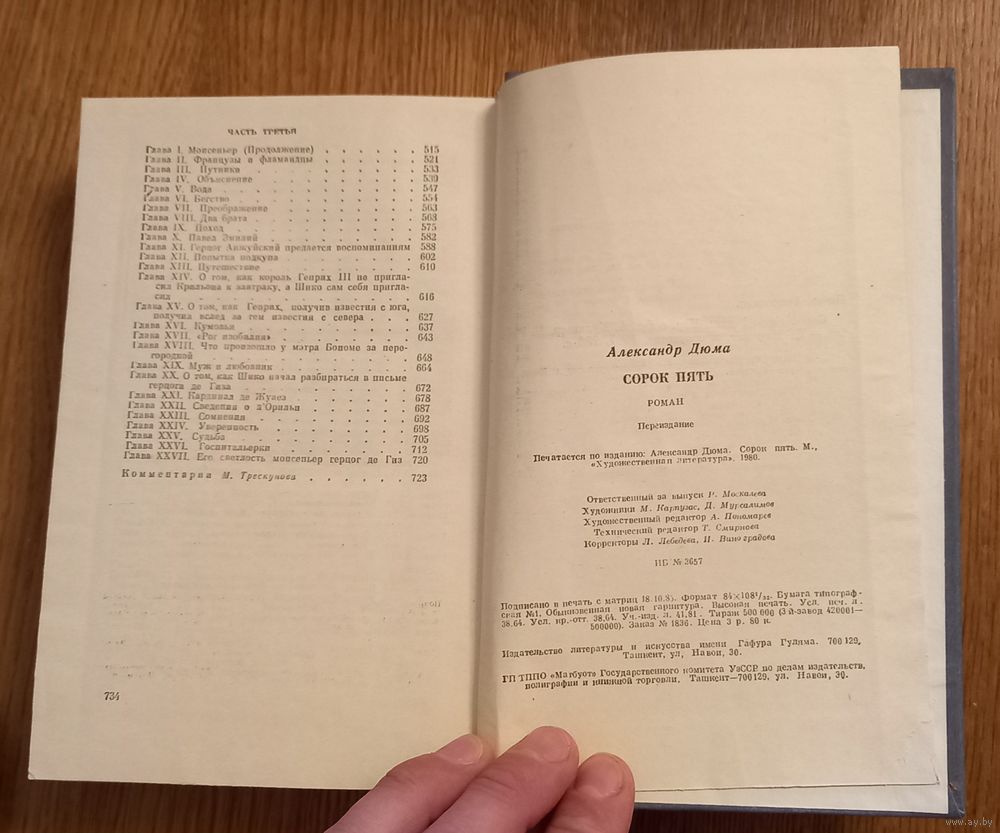 ЧАСТЬ ТРЕТЬЯ
Глава I. Монсеньер (Продолжение) . . . . . . 515
Глава II. Французы и фламандцы . . . . . . 521
Глава III. Путники . . . . . . . . . 533
Глава IV. Объяснение . . . . . . . . 539
Глава V. Вода . . . . . . . . . . 547
Глава VI. Бегство . . . . . . . . . 554
Глава VII. Преображение . . . . . . . 563
Глава VIII. Два брата . . . . . . . . 568
Глава IX. Поход . . . . . . . . . 575
Глава X. Павел Эмилий . . . . . . . . 582
Глава XI. Герцог Анжуйский предается воспоминаниям 588
Глава XII. Попытка подкупа . . . . . . . 602
Глава XIII. Путешествие . . . . . . . . 610
Глава XIV. О том, как король Генрих III не пригла-
сил Крильона к завтраку, а Шико сам себя пригла-
сил . . . . . . . . . . . 616
Глава XV. О том, как Генрих, получив известия с юга,
получил вслед за тем известия с севера . . . 627
Глава XVI. Кумовья . . . . . . . . . 637
Глава XVII. «Рог изобилия» . . . . . . . 643
Глава XVIII. Что произошло у мэтра Бономе за пере-
городкой . . . . . . . . . . 648
Глава XIX. Муж и любовник . . . . . . . 664
Глава XX. О том, как Шико начал разбираться в письме
герцога де Гиза . . . . . . . . . 672
Глава XXI. Кардинал де Жуаез . . . . . . 678
Глава XXII. Сведения о д'Орильи . . . . . . 687
Глава XXIII. Сомнения . . . . . . . . 692
Глава XXIV. Уверенность . . . . . . . . 698
Глава XXV. Судьба . . . . . . . . . 705
Глава XXVI. Госпитальерки . . . . . . . 712
Глава XXVII. Его светлость монсеньер герцог де Гиз 720
Комментарии М. Трескунова . . . . . . 723
734
Александр Дюма
СОРОК ПЯТЬ
РОМАН
Переиздание
Печатается по изданию: Александр Дюма. Сорок пять. М.,
«Художественная литература». 1980.
Ответственный за выпуск Р. Москалева
Художники М. Карпузас, Д. Мурсалимов
Художественный редактор А. Пономарев
Технический редактор Т. Смирнова
Корректоры Л. Лебедева, И. Виноградова
ИБ № 3657
Подписано в печать с матриц 18.10.8). Формат 84×108¹/₃₂. Бумага типограф-
ская №1. Обыкновенная новая гарнитура. Высокая печать. Усл. печ. л.
38,64. Усл. кр.-отт. 38,64. Уч.-изд. л. 41,81. Тираж 500 000 (3й-завод 420001—
500000). Заказ № 1836. Цена 3 р. 80 к.
Издательство литературы и искусства имени Гафура Гуляма. 700129,
Ташкент, ул, Навои, 30.
ГП ТППО «Матбуот» Государственного комитета УзССР по делам издательств,
полиграфии и книжной торговли, Ташкент—700129, ул. Навои, 30.
www.ay.by